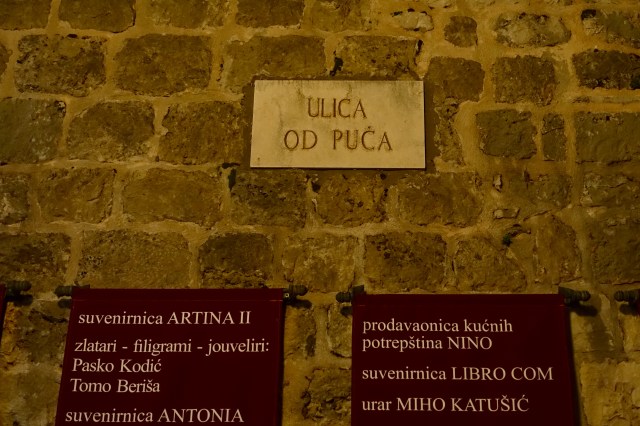 ULICA
OD PUČA
suvenirnica ARTINA II
zlatari - filigrami - jouveliri:
Pasko Kodić
Tomo Beriša
suvenirnica ANTONIA
prodavaonica kućnih
potrepština NINO
suvenirnica LIBRO COM
urar MIHO KATUŠIĆ